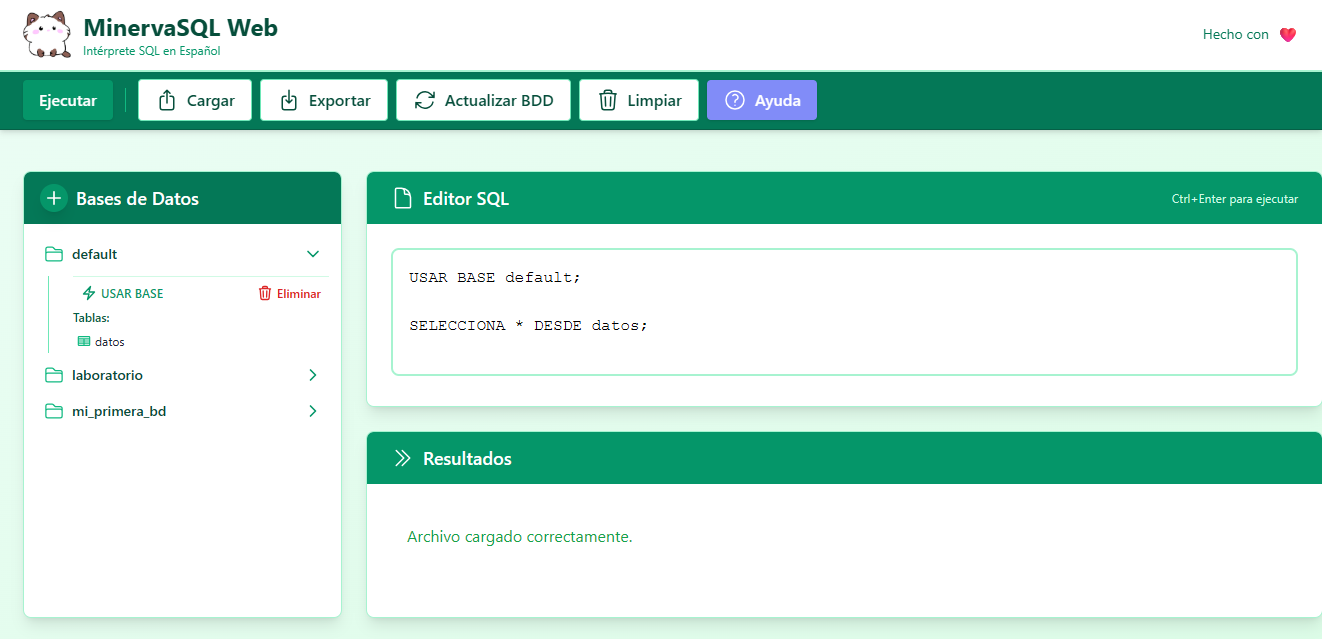 MinervaSQL Web
Intérprete SQL en Español
Hecho con
Ejecutar
Cargar
Exportar
Actualizar BDD
Limpiar
Ayuda
Bases de Datos
default
USAR BASE
Eliminar
Tablas:
datos
laboratorio
mi_primera_bd
Editor SQL
Ctrl+Enter para ejecutar
USAR BASE default;
SELECCIONA * DESDE datos;
Resultados
Archivo cargado correctamente.